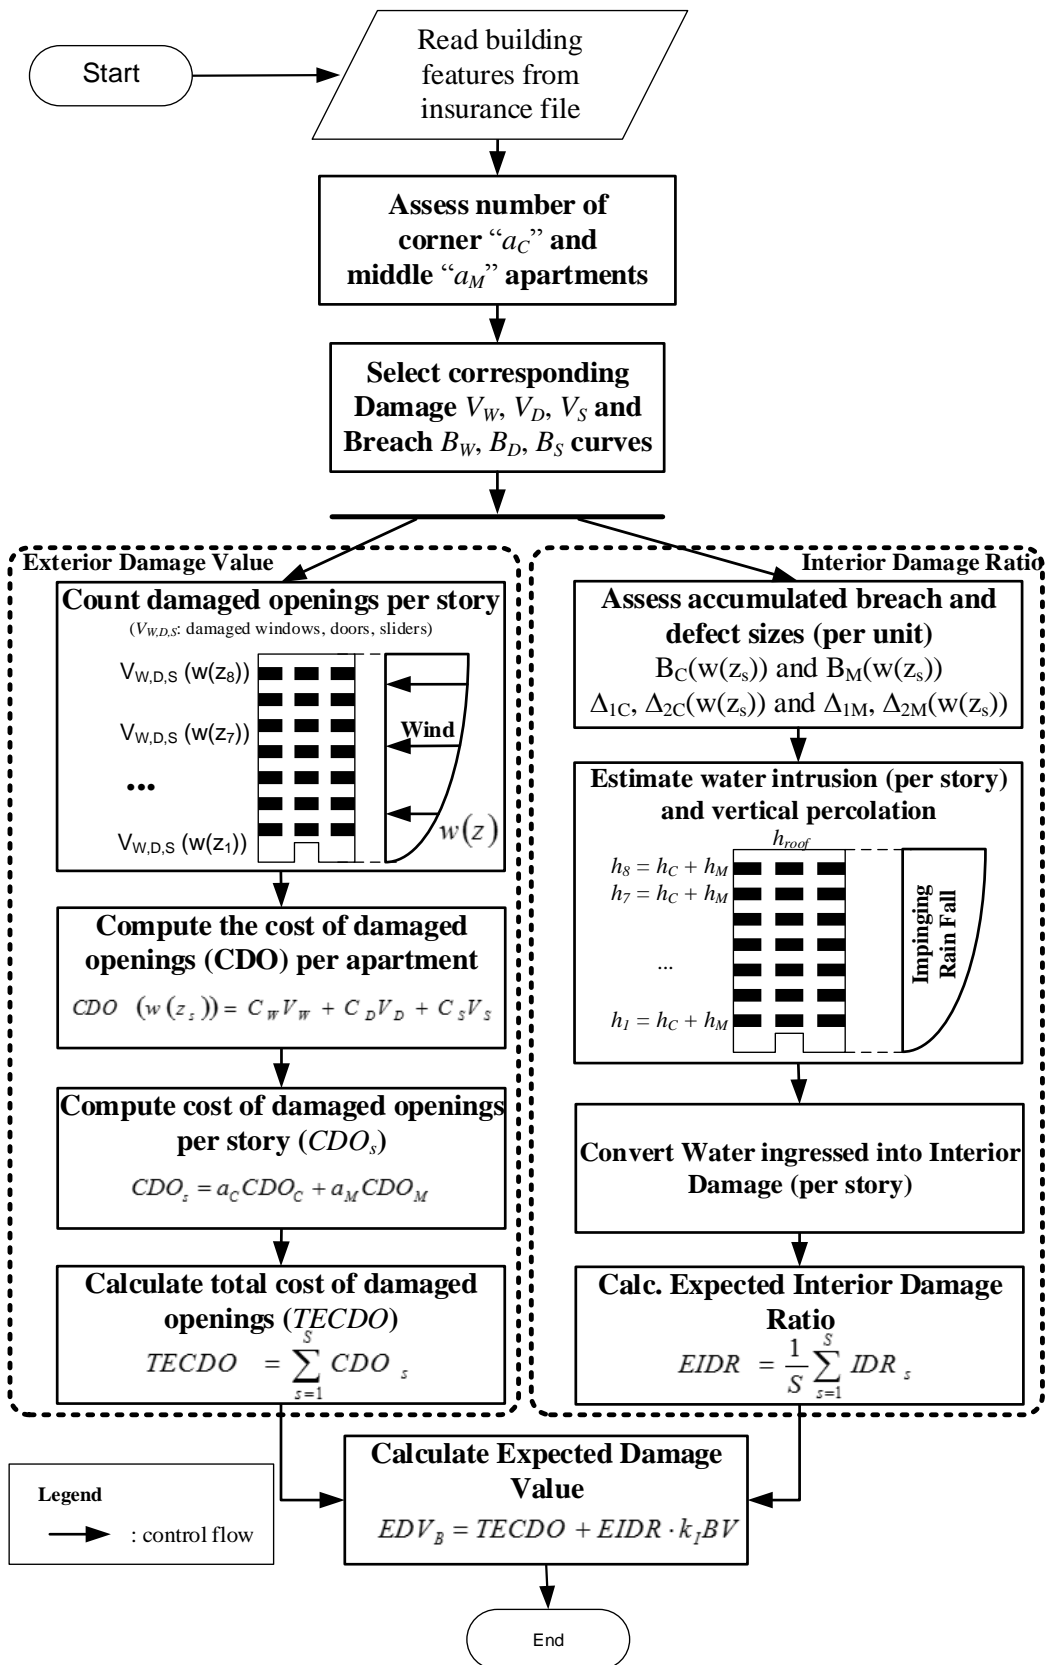 Start
Read building
features from
insurance file
Assess number of
corner “a_C” and
middle “a_M” apartments
Select corresponding
Damage V_W, V_D, V_S and
Breach B_W, B_D, B_S curves
Exterior Damage Value
Count damaged openings per story
(V_W,D,S: damaged windows, doors, sliders)
V_W,D,S (w(z_8))
V_W,D,S (w(z_7))
...
V_W,D,S (w(z_1))
Wind
w(z)
Compute the cost of damaged
openings (CDO) per apartment
CDO (w(z_s)) = C_W V_W + C_D V_D + C_S V_S
Compute cost of damaged openings
per story (CDO_s)
CDO_s = a_C CDO_C + a_M CDO_M
Calculate total cost of damaged
openings (TECDO)
TECDO = \sum_{s=1}^{S} CDO_s
Interior Damage Ratio
Assess accumulated breach and
defect sizes (per unit)
B_C(w(z_s)) and B_M(w(z_s))
Δ_1C, Δ_2C(w(z_s)) and Δ_1M, Δ_2M(w(z_s))
Estimate water intrusion (per story)
and vertical percolation
h_roof
h_8 = h_C + h_M
h_7 = h_C + h_M
...
h_1 = h_C + h_M
Impinging
Rain Fall
Convert Water ingressed into Interior
Damage (per story)
Calc. Expected Interior Damage
Ratio
EIDR = \frac{1}{S} \sum_{s=1}^{S} IDR_s
Calculate Expected Damage
Value
EDV_B = TECDO + EIDR · k_I BV
Legend
: control flow
End